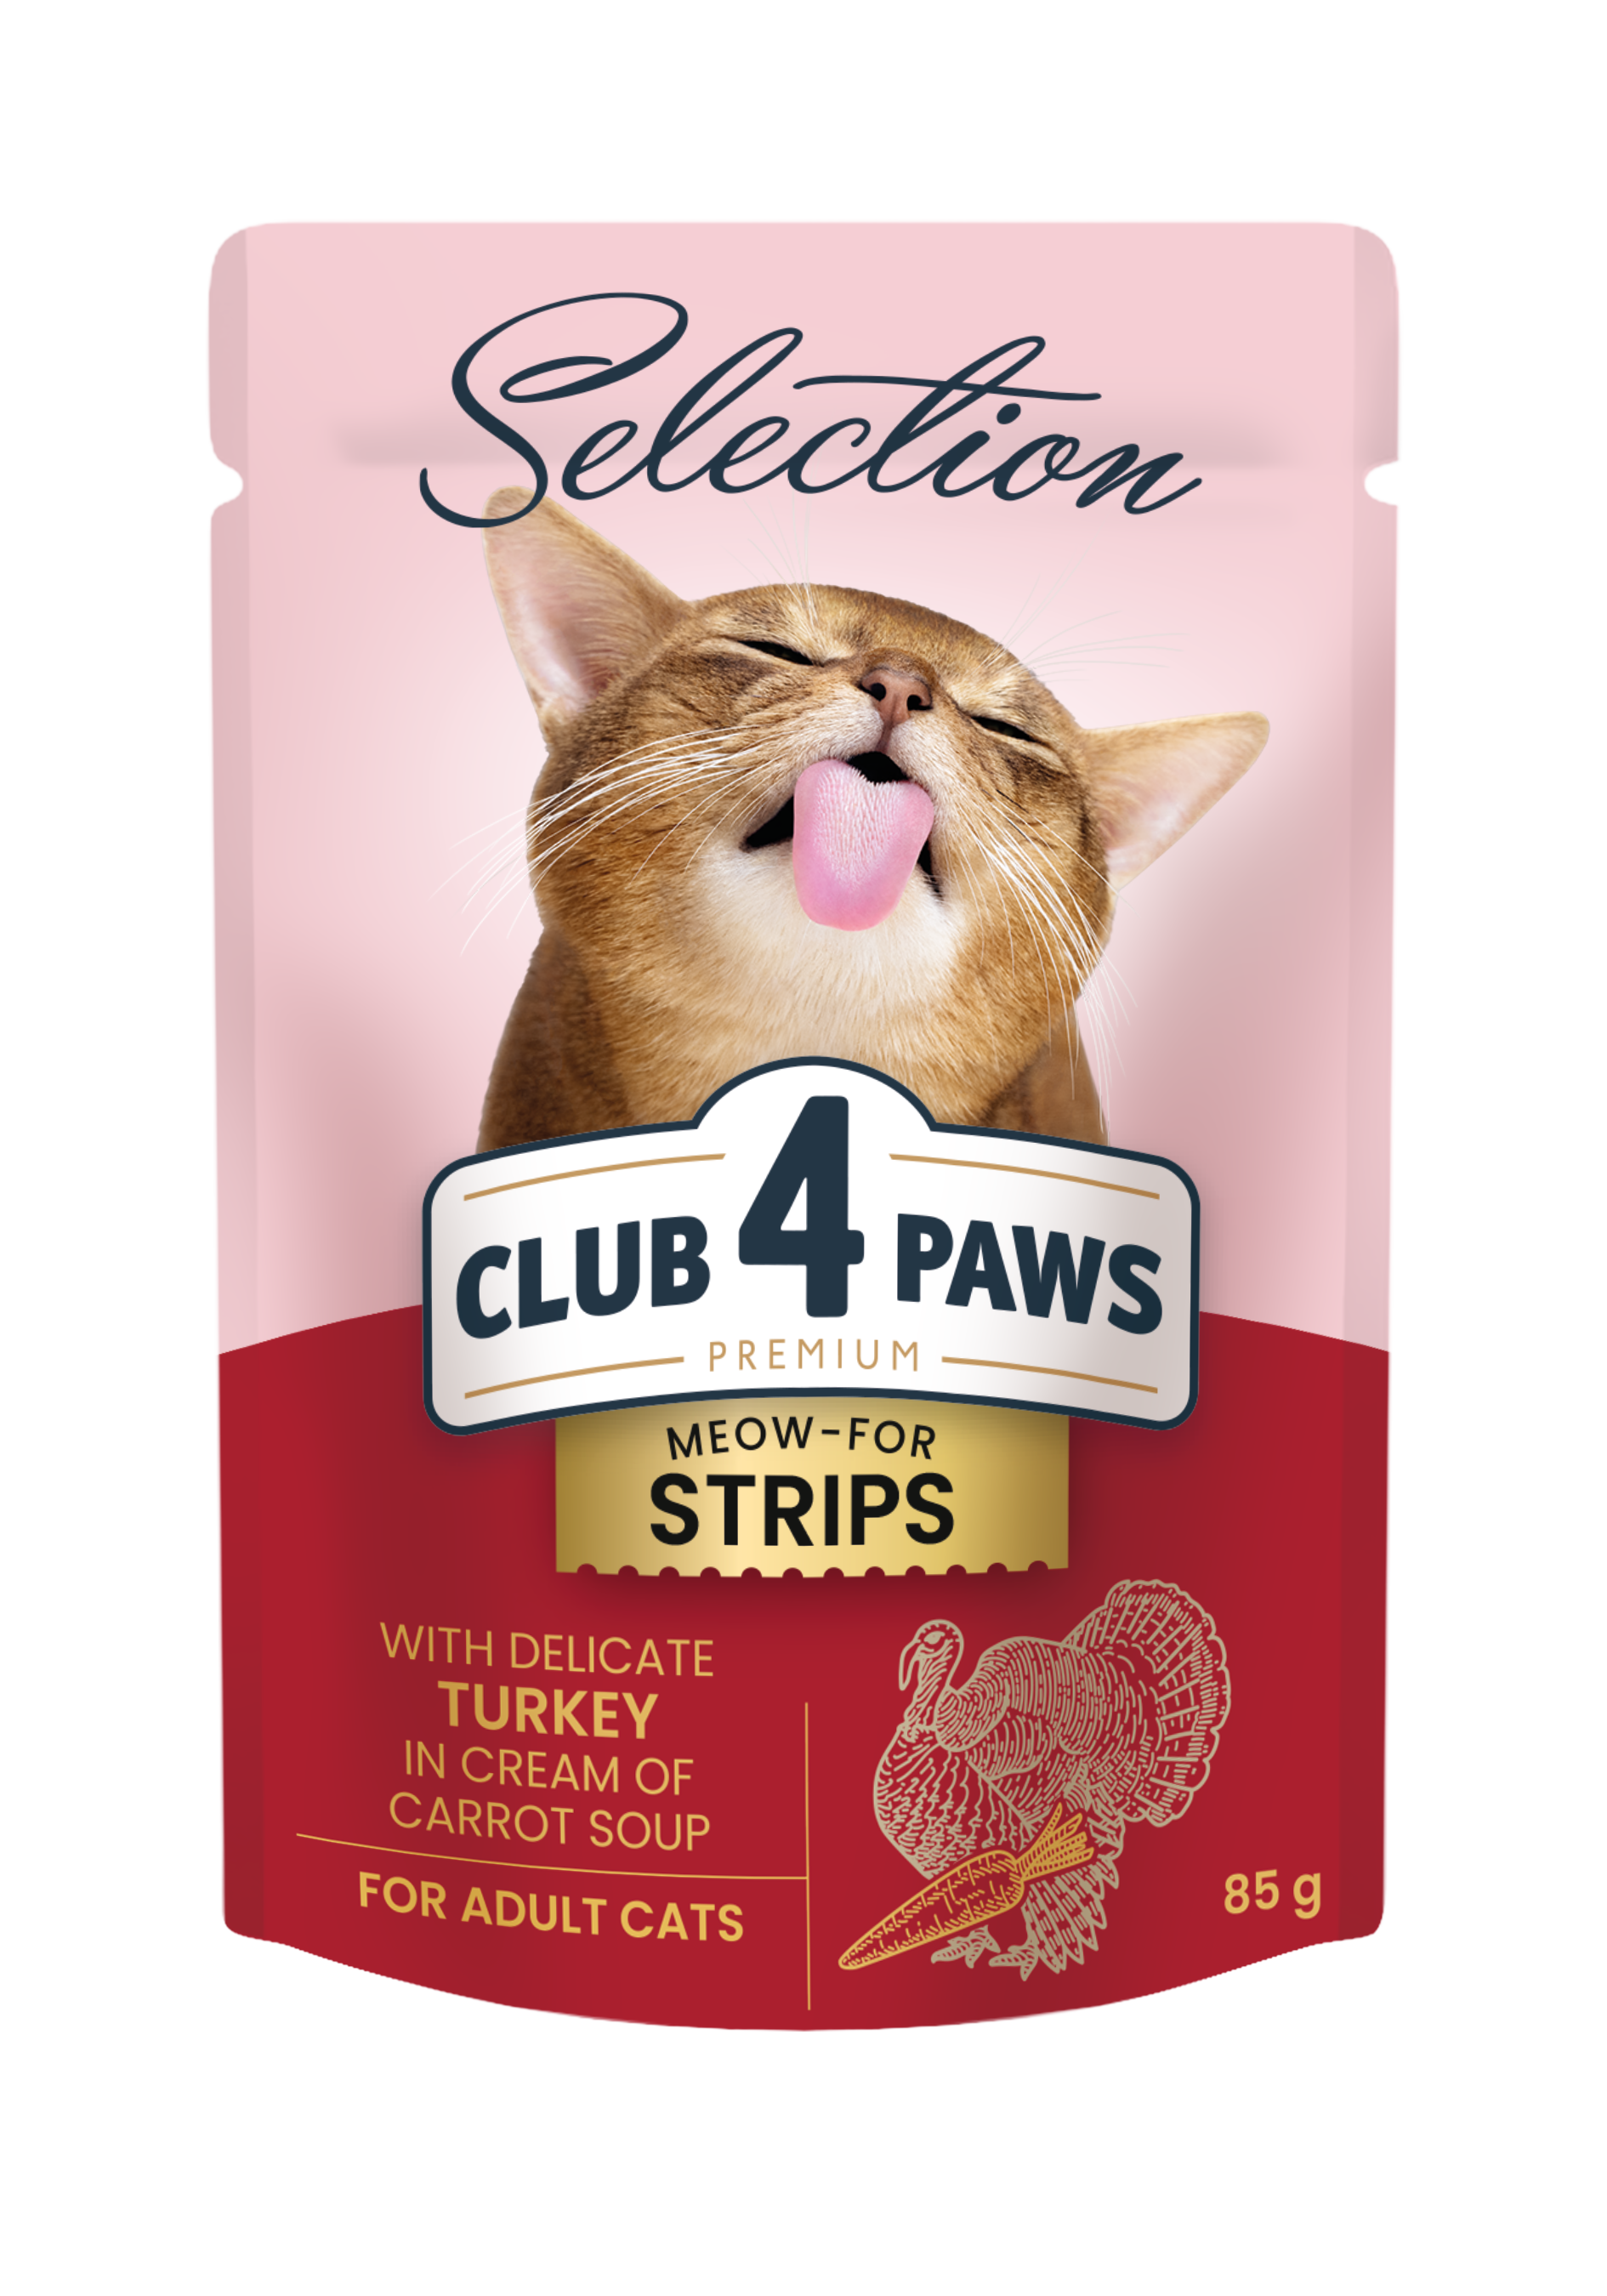 Selection
CLUB 4 PAWS
PREMIUM
MEOW-FOR
STRIPS
WITH DELICATE
TURKEY
IN CREAM OF
CARROT SOUP
FOR ADULT CATS
85 g